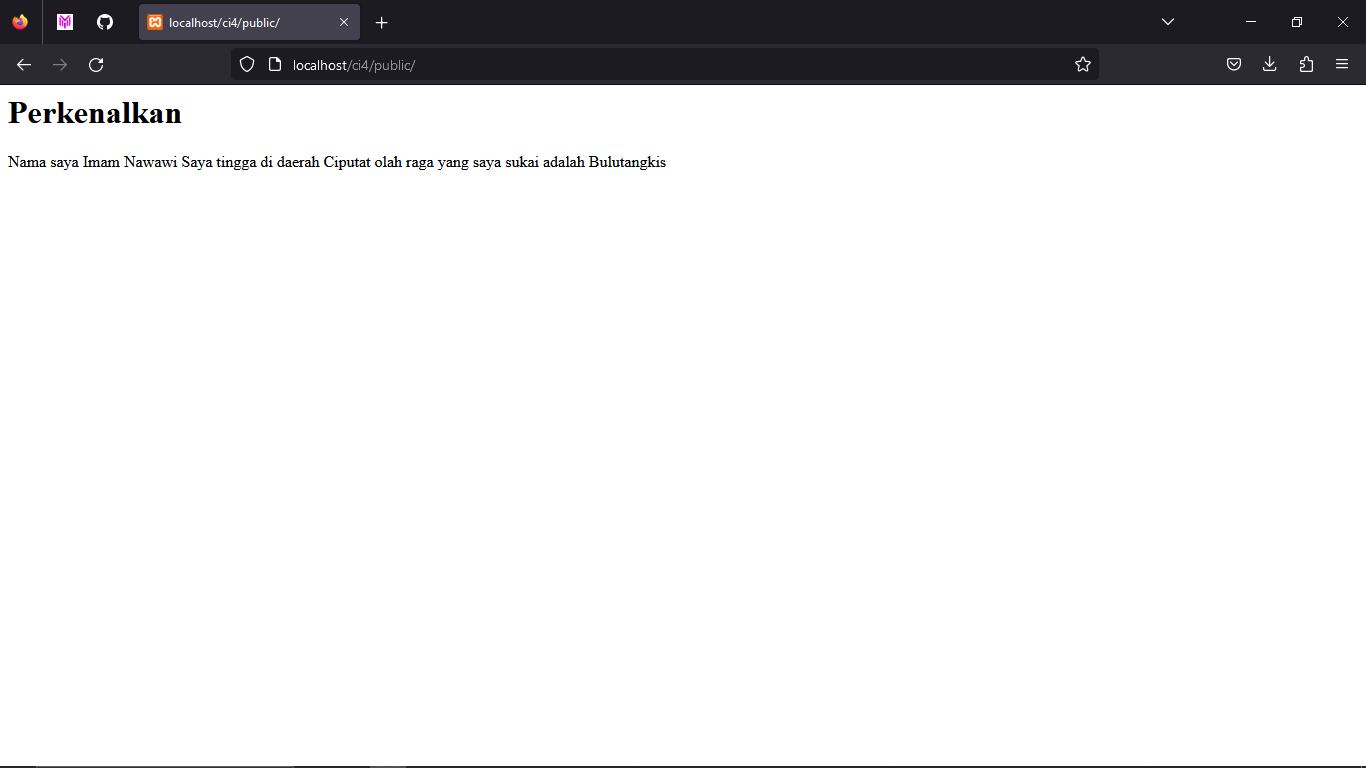 localhost/ci4/public/
localhost/ci4/public/
Perkenalkan
Nama saya Imam Nawawi Saya tingga di daerah Ciputat olah raga yang saya sukai adalah Bulutangkis